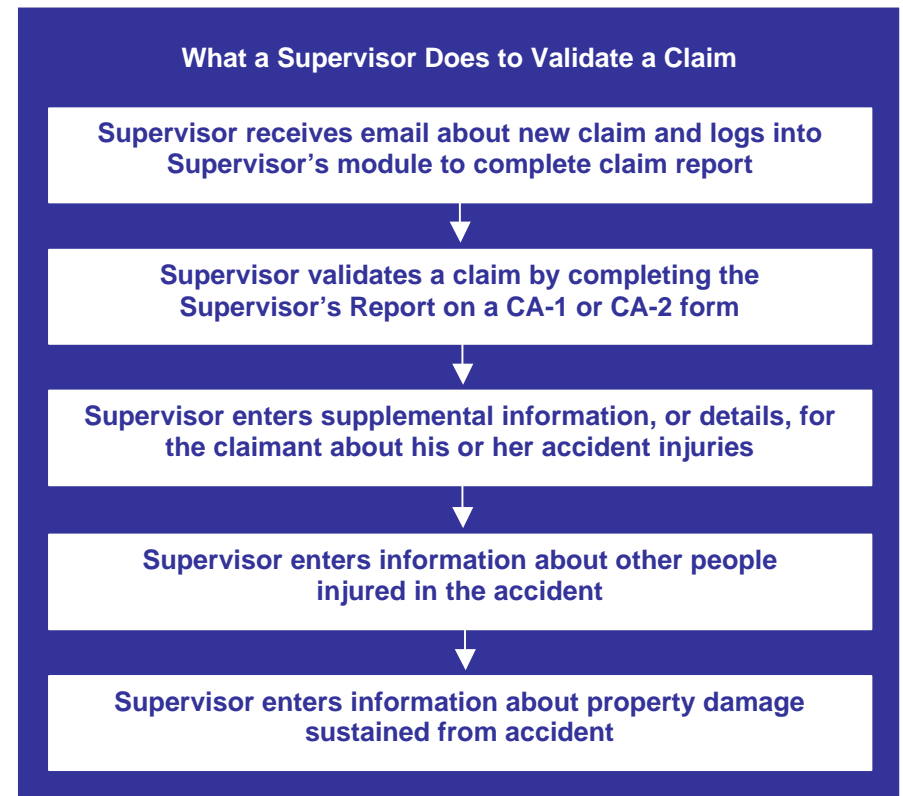 What a Supervisor Does to Validate a Claim
Supervisor receives email about new claim and logs into
Supervisor’s module to complete claim report
Supervisor validates a claim by completing the
Supervisor’s Report on a CA-1 or CA-2 form
Supervisor enters supplemental information, or details, for
the claimant about his or her accident injuries
Supervisor enters information about other people
injured in the accident
Supervisor enters information about property damage
sustained from accident